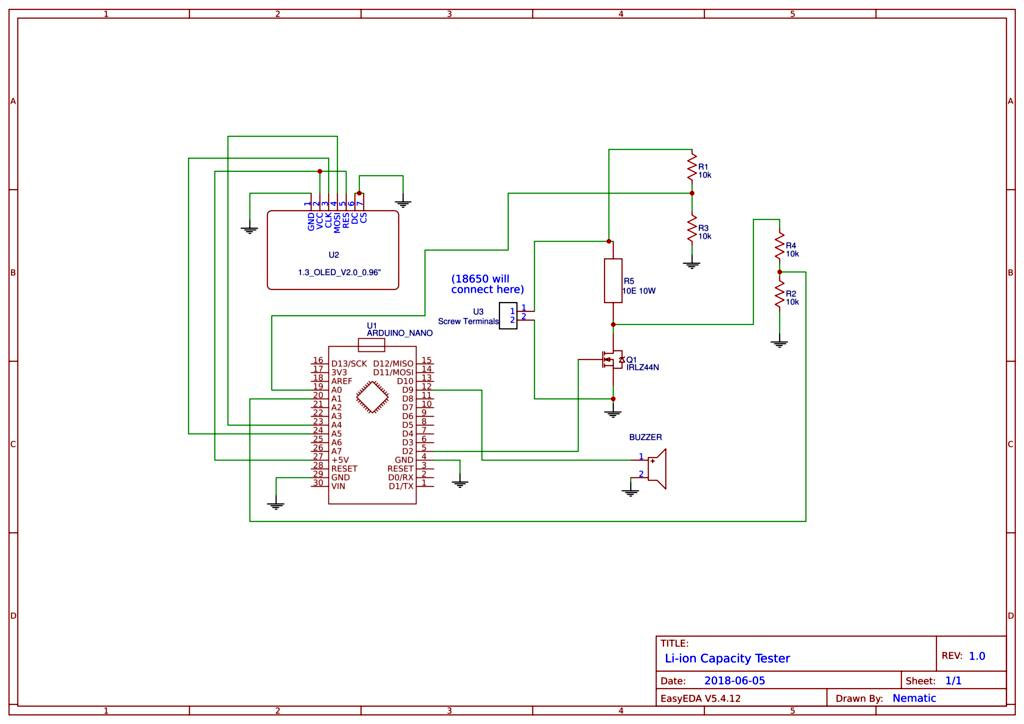 1 2 3 4 5
A A
R1
10k
1 2 3 4 5 6 7
GND VCC CLK MOSI RES DC CS
U2
1.3_OLED_V2.0_0.96"
R3
10k
R4
10k
B B
(18650 will
connect here)
R5
10E 10W
R2
10k
U3
Screw Terminals
1 1
2 2
U1
ARDUINO_NANO
Q1
IRLZ44N
16 D13/SCK D12/MISO 15
17 3V3 D11/MOSI 14
18 AREF D10 13
19 A0 D9 12
20 A1 D8 11
21 A2 D7 10
22 A3 D6 9
23 A4 D5 8
24 A5 D4 7
25 A6 D3 6
26 A7 D2 5
27 +5V GND 4
28 RESET RESET 3
29 GND D0/RX 2
30 VIN D1/TX 1
BUZZER
1 +
2
C C
D D
TITLE:
Li-ion Capacity Tester
REV: 1.0
Date: 2018-06-05
Sheet: 1/1
EasyEDA V5.4.12
Drawn By: Nematic
1 2 3 4 5